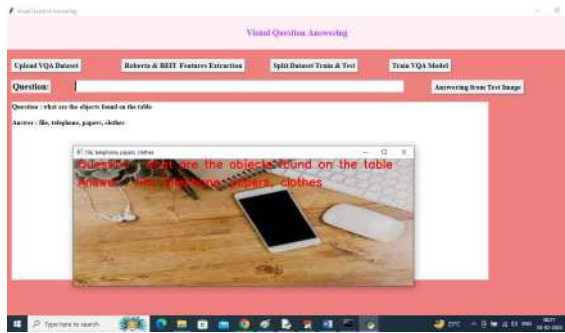 Visual Question Answering
Visual Question Answering
Upload VQA Dataset
Roberta & BEIT Features Extraction
Split Dataset Train & Test
Train VQA Model
Question:
Answering from Test Image
Question : what are the objects found on the table
Answer : file, telephone, papers, clothes
file, telephone, papers, clothes
Question : what are the objects found on the table
Answer : file, telephone, papers, clothes
Type here to search